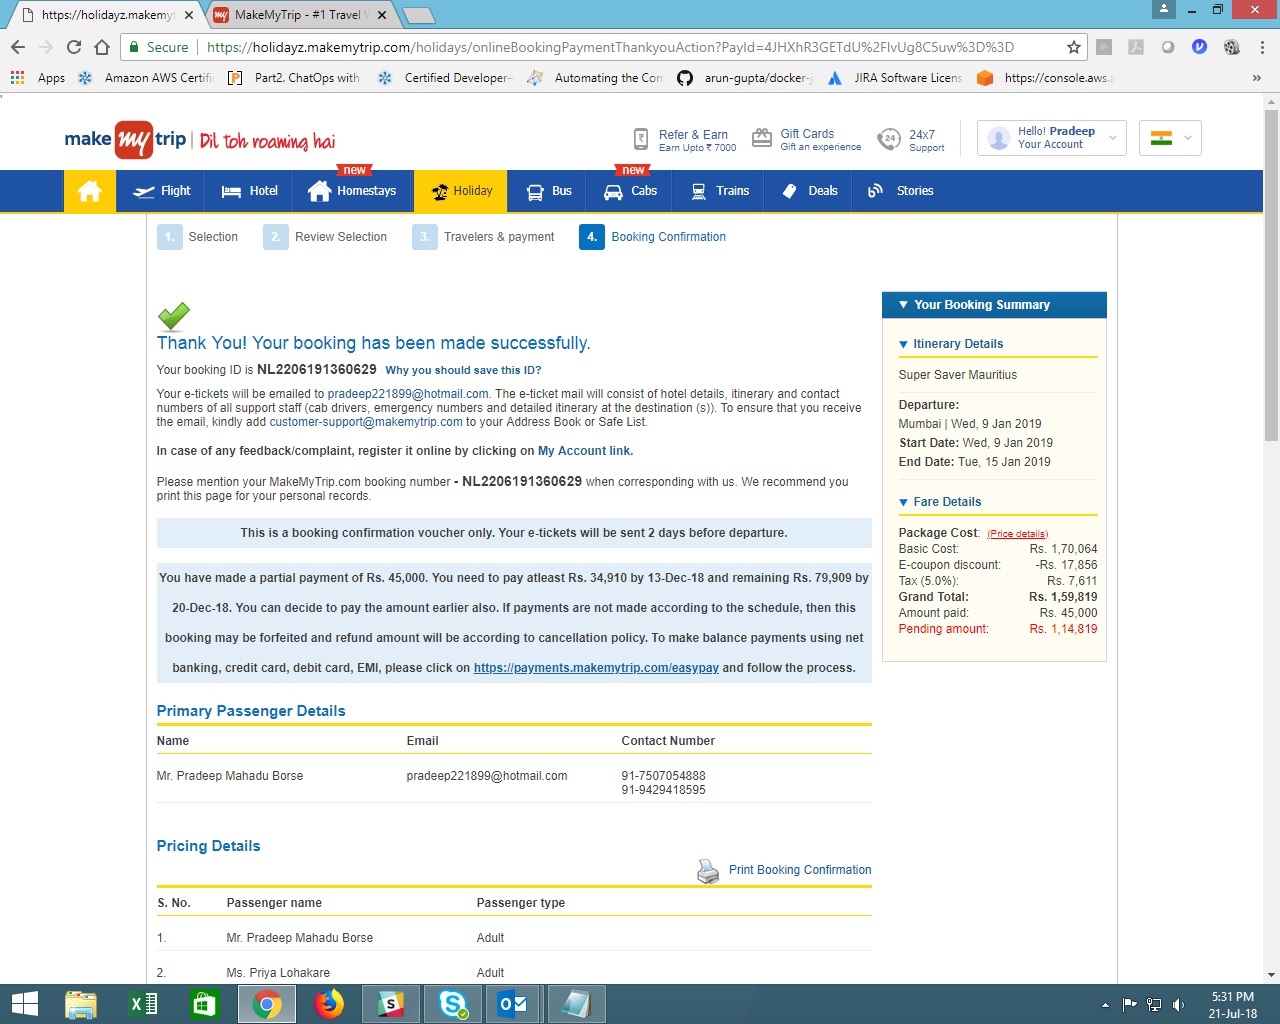 https://holidayz.makemyt
MakeMyTrip - #1 Travel
Secure
https://holidayz.makemytrip.com/holidays/onlineBookingPaymentThankyouAction?PayId=4JHXhR3GETdU%2FlvUg8C5uw%3D%3D
Apps
Amazon AWS Certifi
Part2. ChatOps with
Certified Developer-
Automating the Con
arun-gupta/docker-
JIRA Software Licens
https://console.aws.a
»
make my trip | Dil toh roaming hai
Refer & Earn
Earn Upto ₹ 7000
Gift Cards
Gift an experience
24
24x7
Support
Hello! Pradeep
Your Account
new
new
Flight
Hotel
Homestays
Holiday
Bus
Cabs
Trains
Deals
Stories
1. Selection
2. Review Selection
3. Travelers & payment
4. Booking Confirmation
Thank You! Your booking has been made successfully.
Your booking ID is NL2206191360629 Why you should save this ID?
Your e-tickets will be emailed to pradeep221899@hotmail.com. The e-ticket mail will consist of hotel details, itinerary and contact
numbers of all support staff (cab drivers, emergency numbers and detailed itinerary at the destination (s)). To ensure that you receive
the email, kindly add customer-support@makemytrip.com to your Address Book or Safe List.
In case of any feedback/complaint, register it online by clicking on My Account link.
Please mention your MakeMyTrip.com booking number - NL2206191360629 when corresponding with us. We recommend you
print this page for your personal records.
This is a booking confirmation voucher only. Your e-tickets will be sent 2 days before departure.
You have made a partial payment of Rs. 45,000. You need to pay atleast Rs. 34,910 by 13-Dec-18 and remaining Rs. 79,909 by
20-Dec-18. You can decide to pay the amount earlier also. If payments are not made according to the schedule, then this
booking may be forfeited and refund amount will be according to cancellation policy. To make balance payments using net
banking, credit card, debit card, EMI, please click on https://payments.makemytrip.com/easypay and follow the process.
Primary Passenger Details
Name Email Contact Number
Mr. Pradeep Mahadu Borse pradeep221899@hotmail.com 91-7507054888
91-9429418595
Pricing Details
Print Booking Confirmation
S. No. Passenger name Passenger type
1. Mr. Pradeep Mahadu Borse Adult
2. Ms. Priya Lohakare Adult
Your Booking Summary
Itinerary Details
Super Saver Mauritius
Departure:
Mumbai | Wed, 9 Jan 2019
Start Date: Wed, 9 Jan 2019
End Date: Tue, 15 Jan 2019
Fare Details
Package Cost: (Price details)
Basic Cost: Rs. 1,70,064
E-coupon discount: -Rs. 17,856
Tax (5.0%): Rs. 7,611
Grand Total: Rs. 1,59,819
Amount paid: Rs. 45,000
Pending amount: Rs. 1,14,819
5:31 PM
21-Jul-18